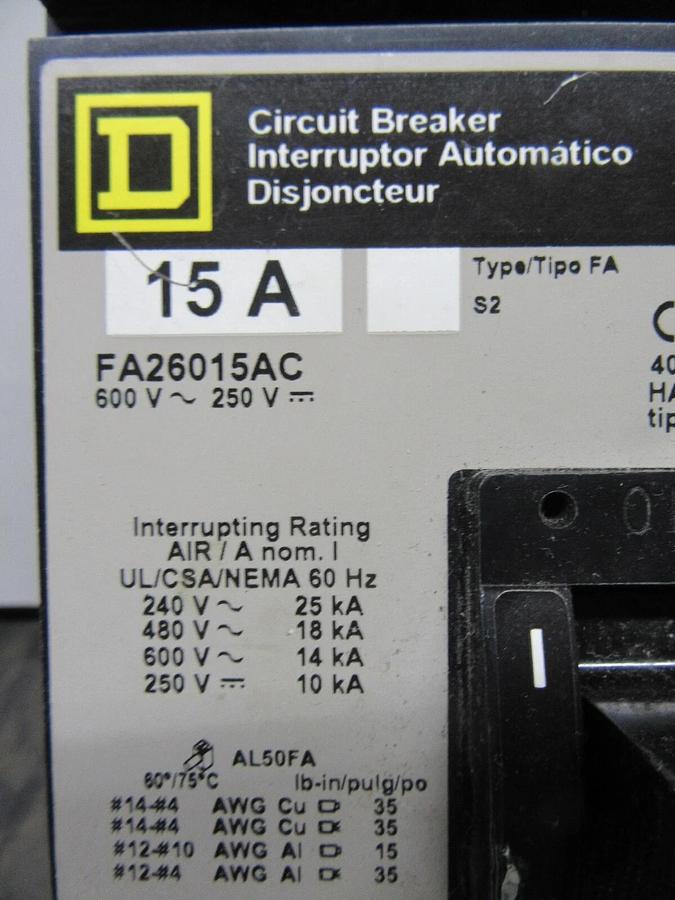 D
Circuit Breaker
Interruptor Automático
Disjoncteur
15 A
Type/Tipo FA
S2
FA26015AC
600 V ~ 250 V ⎓
40
HA
tip
O
Interrupting Rating
AIR / A nom. I
UL/CSA/NEMA 60 Hz
240 V ~ 25 kA
480 V ~ 18 kA
600 V ~ 14 kA
250 V ⎓ 10 kA
I
AL50FA
60°/75°C lb-in/pulg/po
#14-#4 AWG Cu 35
#14-#4 AWG Cu 35
#12-#10 AWG Al 15
#12-#4 AWG Al 35